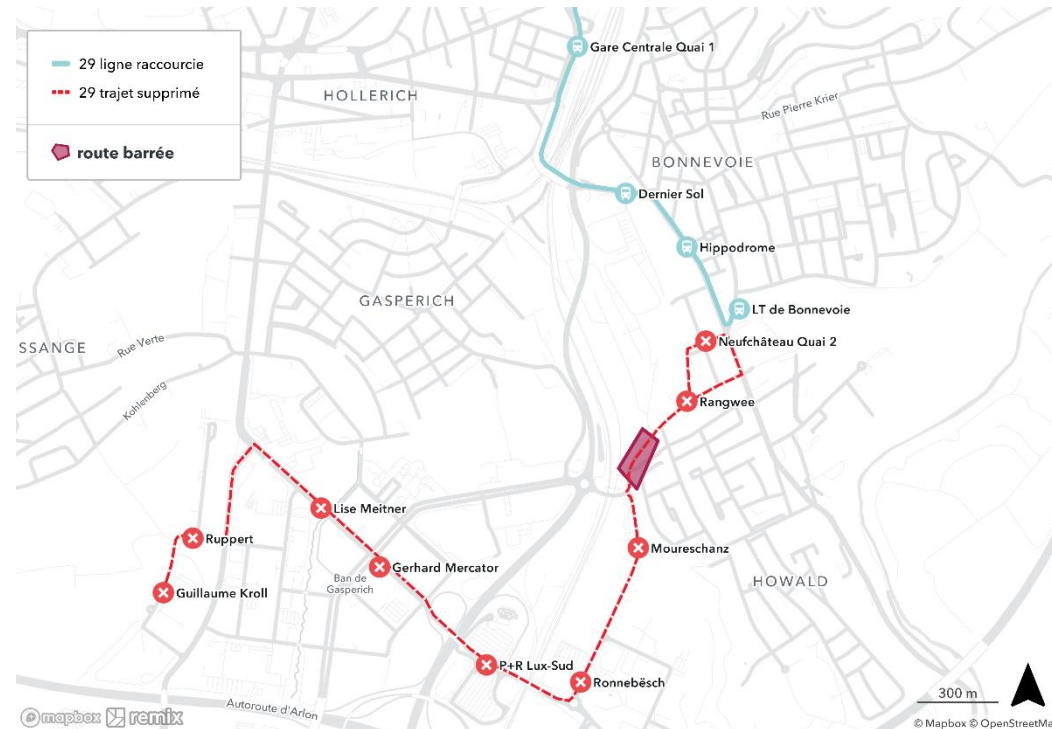 29 ligne raccourcie
29 trajet supprimé
route barrée
Gare Centrale Quai 1
HOLLERICH
Rue Pierre Krier
BONNEVOIE
Dernier Sol
Hippodrome
GASPERICH
LT de Bonnevoie
SSANGE
Rue Verte
Neufchâteau Quai 2
Kohlenberg
Rangwee
Lise Meitner
Ruppert
Moureschanz
Gerhard Mercator
Ban de
Gasperich
HOWALD
Guillaume Kroll
P+R Lux-Sud
Ronnebësch
300 m
Autoroute d'Arlon
mapbox remix
© Mapbox © OpenStreetMa